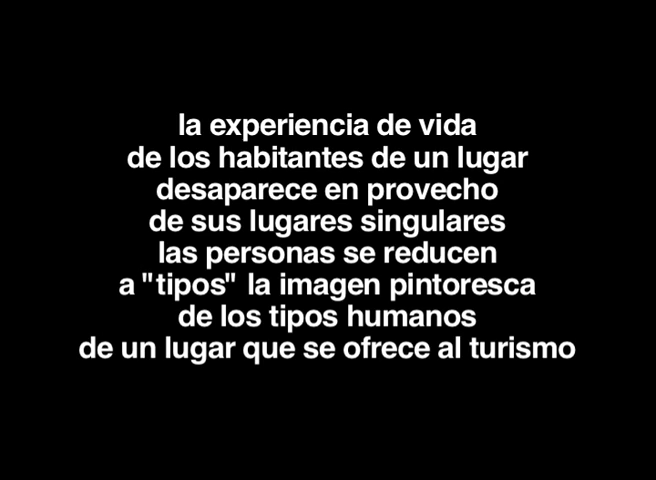 la experiencia de vida
de los habitantes de un lugar
desaparece en provecho
de sus lugares singulares
las personas se reducen
a "tipos" la imagen pintoresca
de los tipos humanos
de un lugar que se ofrece al turismo